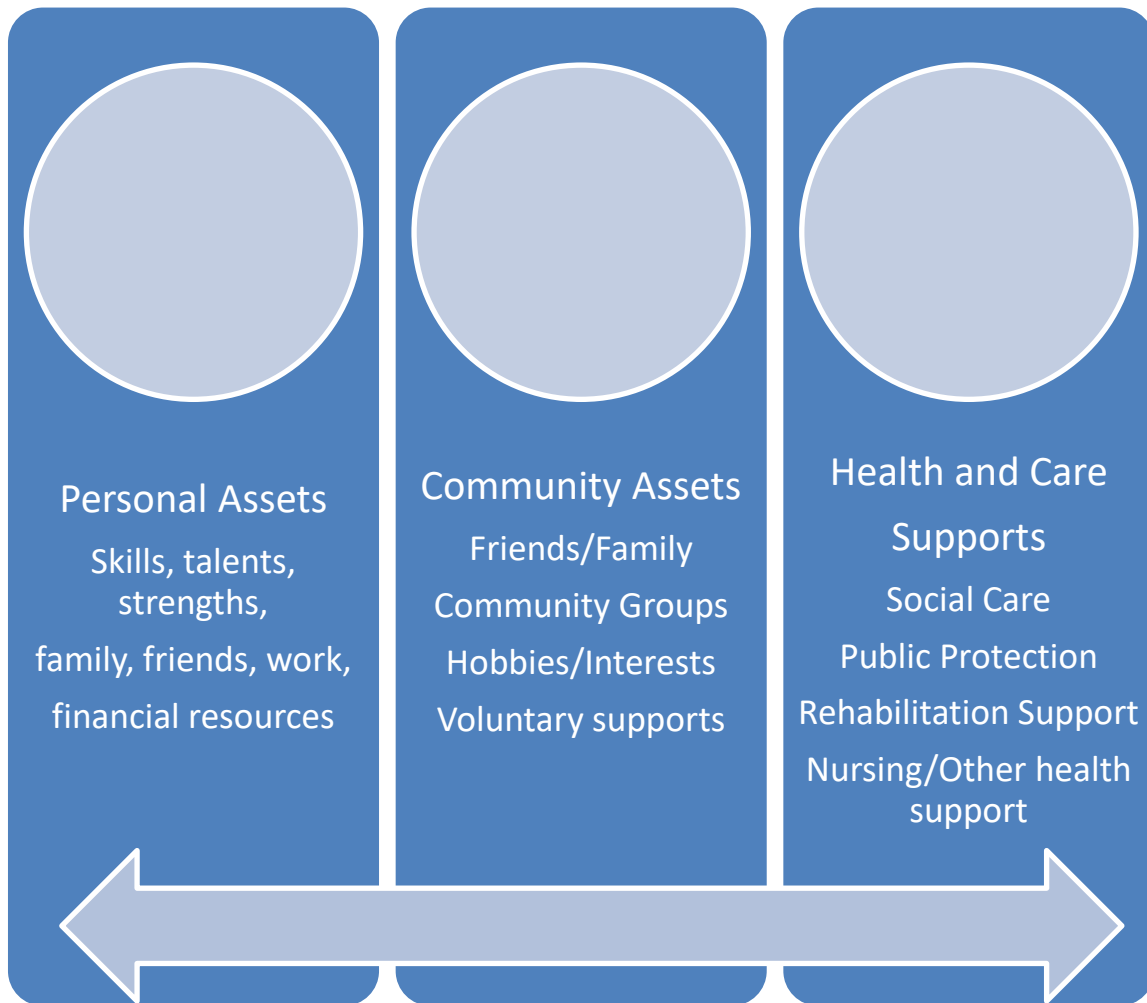 Personal Assets
Skills, talents,
strengths,
family, friends, work,
financial resources
Community Assets
Friends/Family
Community Groups
Hobbies/Interests
Voluntary supports
Health and Care
Supports
Social Care
Public Protection
Rehabilitation Support
Nursing/Other health
support